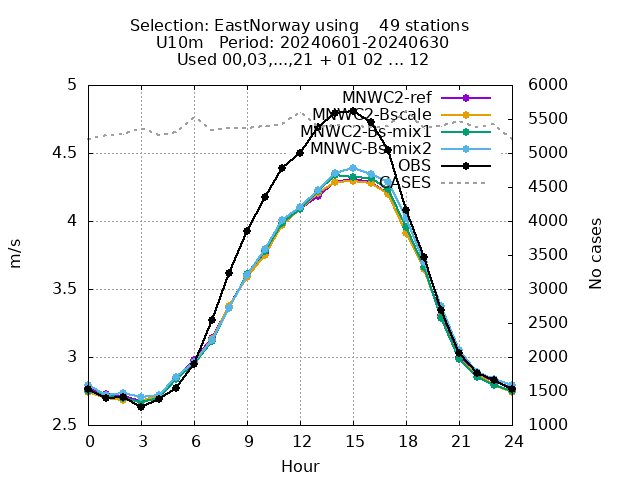 Selection: EastNorway using 49 stations
U10m Period: 20240601-20240630
Used 00,03,...,21 + 01 02 ... 12
5
4.5
4
3.5
3
2.5
m/s
6000
5500
5000
4500
4000
3500
3000
2500
2000
1500
1000
No cases
MNWC2-ref
MNWC2-Bscale
MNWC2-Bs-mix1
MNWC-Bs-mix2
OBS
CASES
0 3 6 9 12 15 18 21 24
Hour